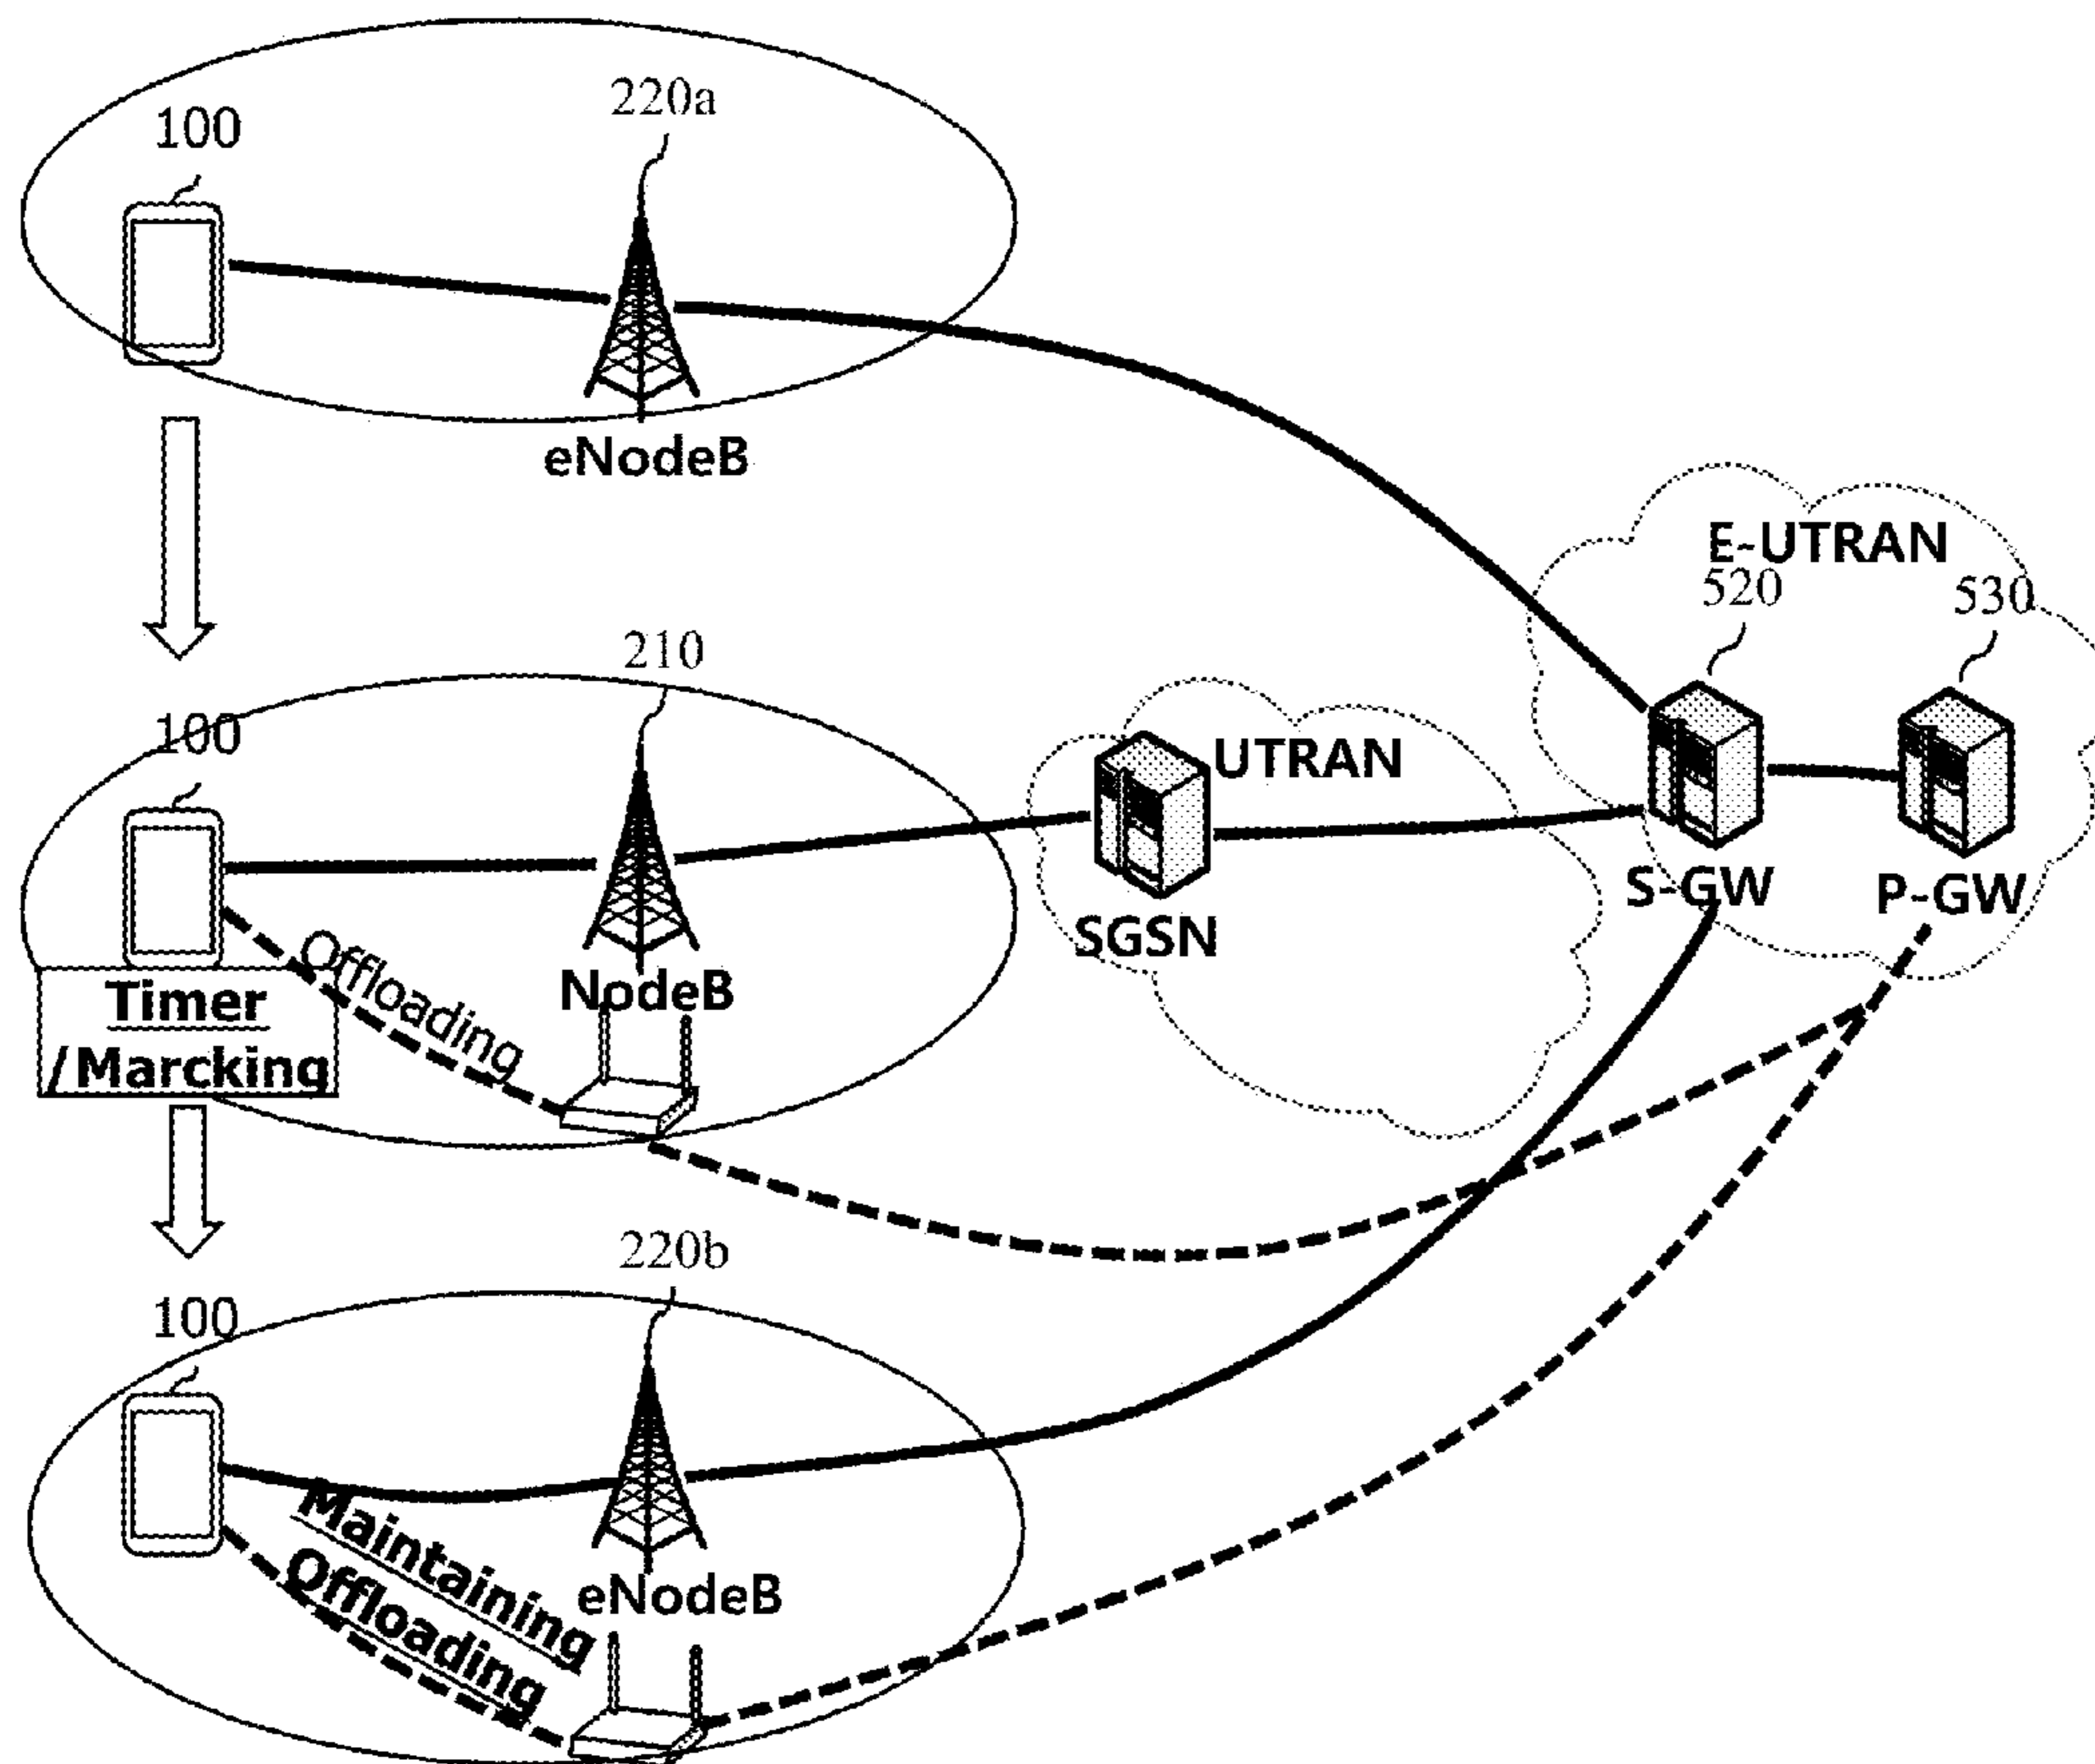 220a
100
eNodeB
E-UTRAN
520
530
210
100
UTRAN
S-GW
P-GW
SGSN
Offloading
NodeB
Timer
/Marcking
220b
100
Maintaining
Offloading
eNodeB